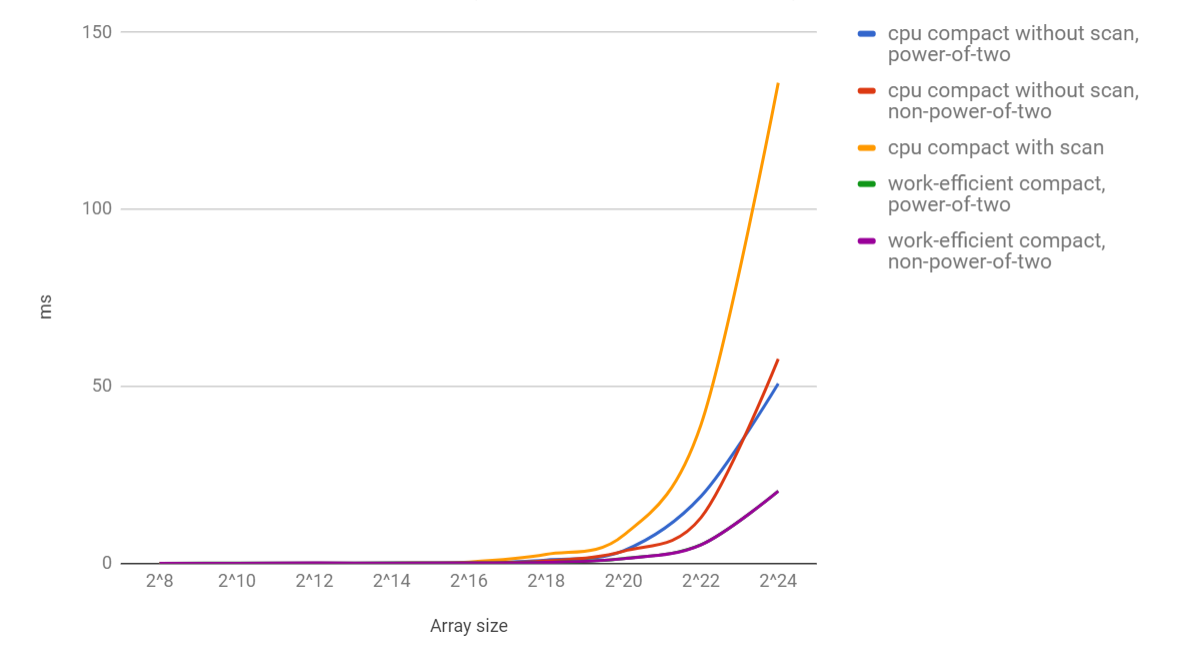 150
100
50
0
ms
2^8 2^10 2^12 2^14 2^16 2^18 2^20 2^22 2^24
Array size
cpu compact without scan,
power-of-two
cpu compact without scan,
non-power-of-two
cpu compact with scan
work-efficient compact,
power-of-two
work-efficient compact,
non-power-of-two